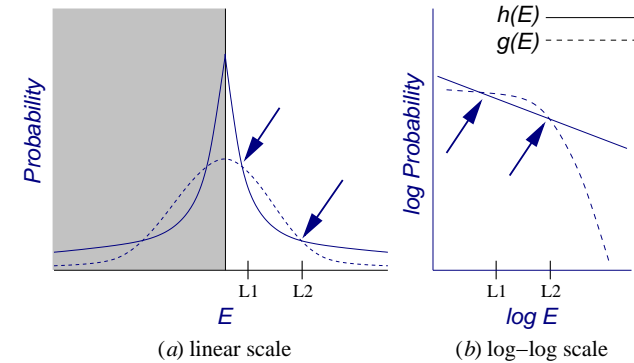 Probability
L1
L2
E
(a) linear scale
h(E)
g(E)
log Probability
L1
L2
log E
(b) log–log scale